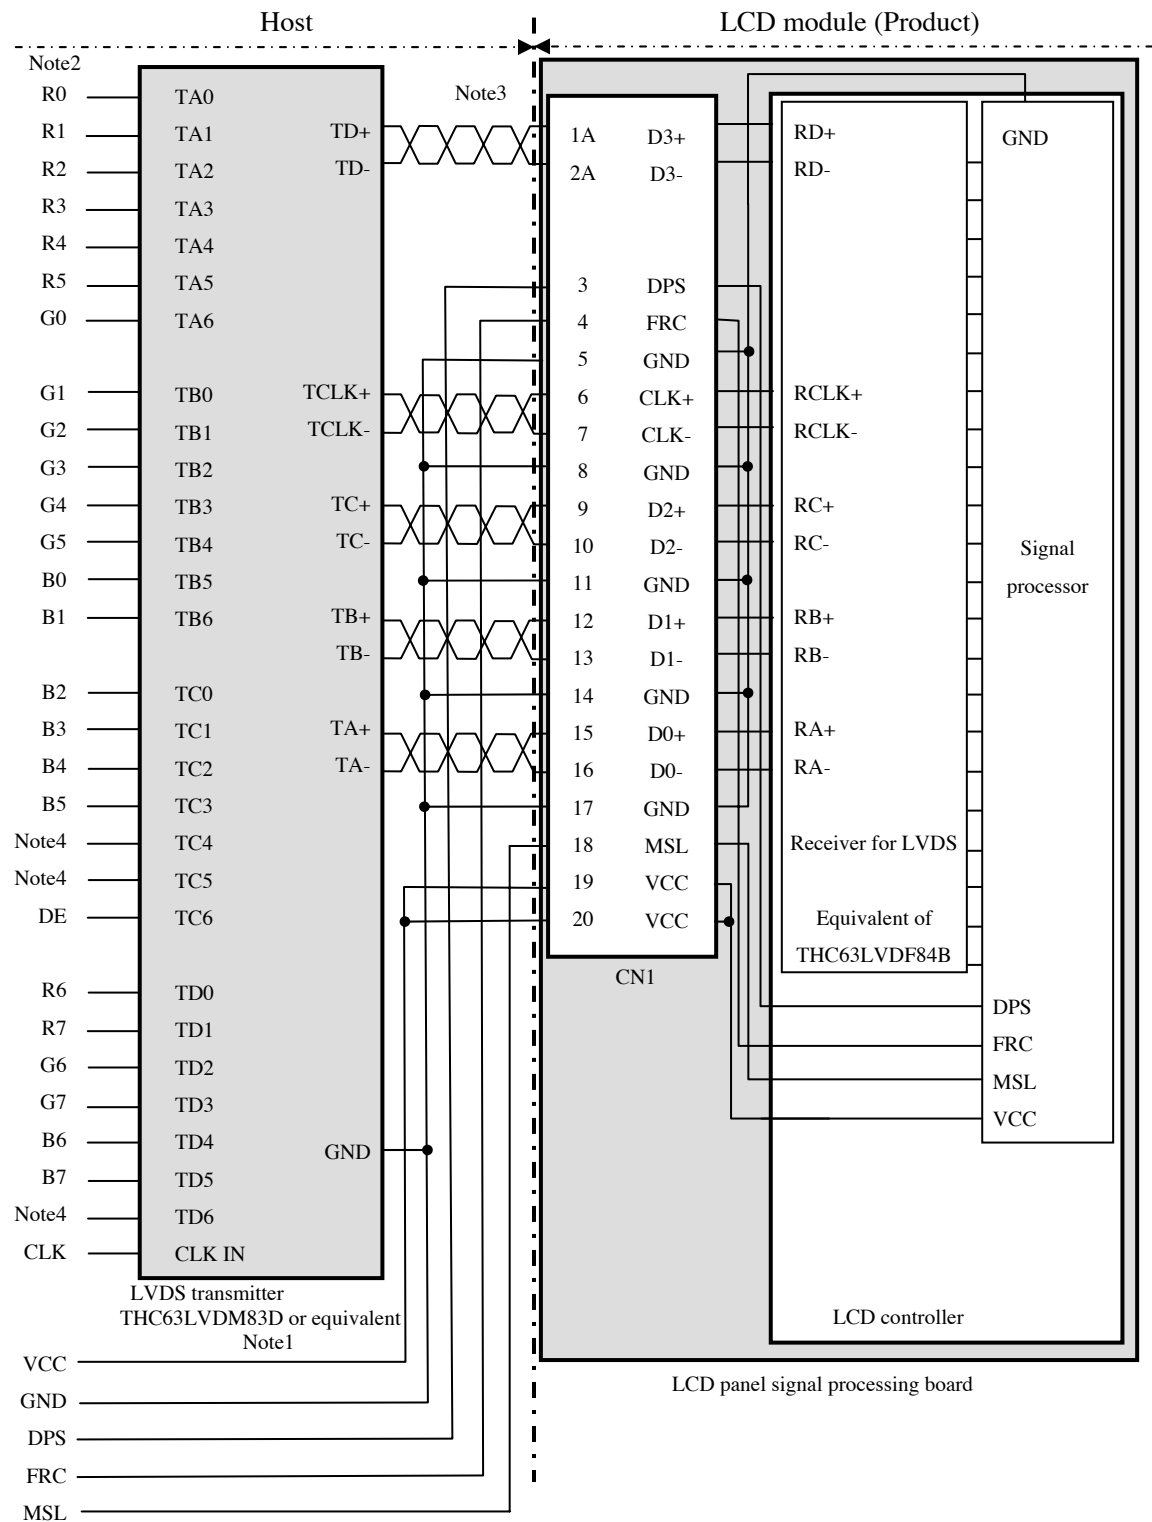 Host
LCD module (Product)
Note2
Note3
R0
R1
R2
R3
R4
R5
G0
G1
G2
G3
G4
G5
B0
B1
B2
B3
B4
B5
Note4
Note4
DE
R6
R7
G6
G7
B6
B7
Note4
CLK
TA0
TA1
TA2
TA3
TA4
TA5
TA6
TB0
TB1
TB2
TB3
TB4
TB5
TB6
TC0
TC1
TC2
TC3
TC4
TC5
TC6
TD0
TD1
TD2
TD3
TD4
TD5
TD6
CLK IN
TD+
TD-
TCLK+
TCLK-
TC+
TC-
TB+
TB-
TA+
TA-
GND
LVDS transmitter
THC63LVDM83D or equivalent
Note1
VCC
GND
DPS
FRC
MSL
1A D3+
2A D3-
3 DPS
4 FRC
5 GND
6 CLK+
7 CLK-
8 GND
9 D2+
10 D2-
11 GND
12 D1+
13 D1-
14 GND
15 D0+
16 D0-
17 GND
18 MSL
19 VCC
20 VCC
CN1
RD+
RD-
RCLK+
RCLK-
RC+
RC-
RB+
RB-
RA+
RA-
Receiver for LVDS
Equivalent of
THC63LVDF84B
GND
Signal
processor
DPS
FRC
MSL
VCC
LCD controller
LCD panel signal processing board